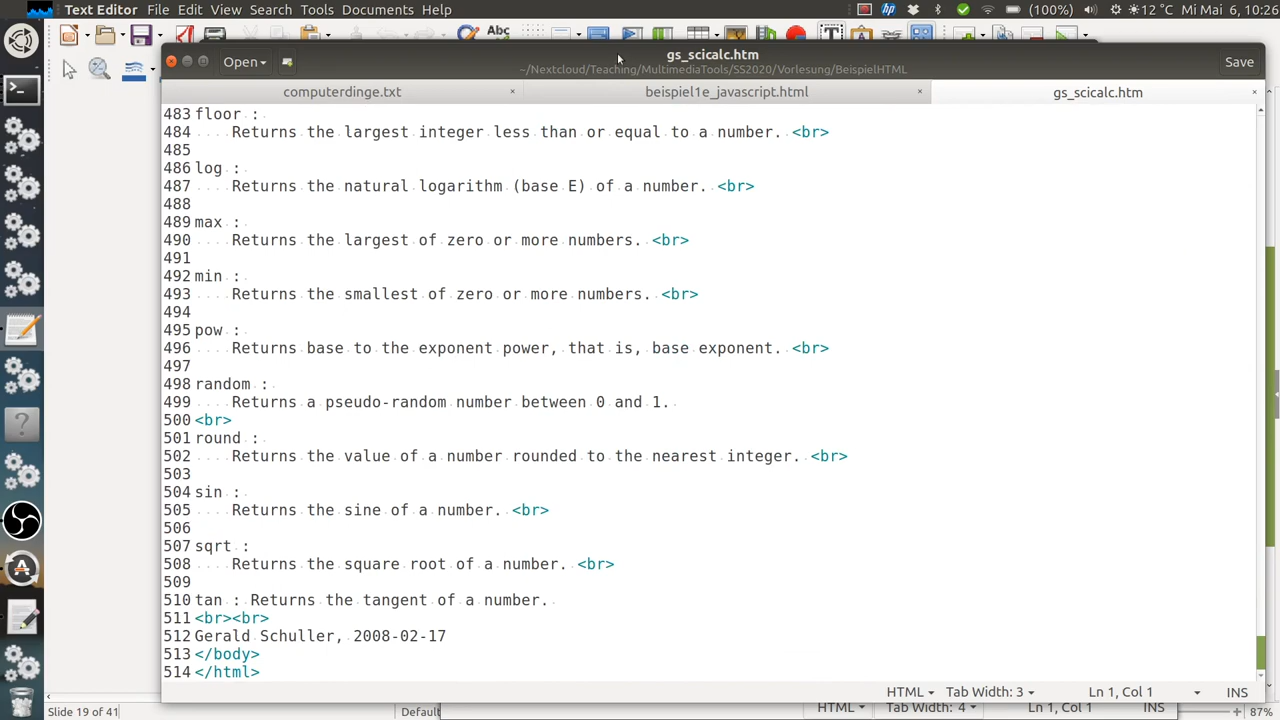 Text Editor File Edit View Search Tools Documents Help
(100%) 12 °C Mi Mai 6, 10:26
Abc
Open
gs_scicalc.htm
~/Nextcloud/Teaching/MultimediaTools/SS2020/Vorlesung/BeispielHTML
Save
computerdinge.txt × beispiel1e_javascript.html × gs_scicalc.htm ×
483 floor :
484 Returns the largest integer less than or equal to a number. <br>
485
486 log :
487 Returns the natural logarithm (base E) of a number. <br>
488
489 max :
490 Returns the largest of zero or more numbers. <br>
491
492 min :
493 Returns the smallest of zero or more numbers. <br>
494
495 pow :
496 Returns base to the exponent power, that is, base exponent. <br>
497
498 random :
499 Returns a pseudo-random number between 0 and 1.
500 <br>
501 round :
502 Returns the value of a number rounded to the nearest integer. <br>
503
504 sin :
505 Returns the sine of a number. <br>
506
507 sqrt :
508 Returns the square root of a number. <br>
509
510 tan : Returns the tangent of a number.
511 <br><br>
512 Gerald Schuller, 2008-02-17
513 </body>
514 </html>
HTML Tab Width: 3 Ln 1, Col 1 INS
HTML Tab Width: 4 Ln 1, Col 1 INS
Slide 19 of 41 Default 87%